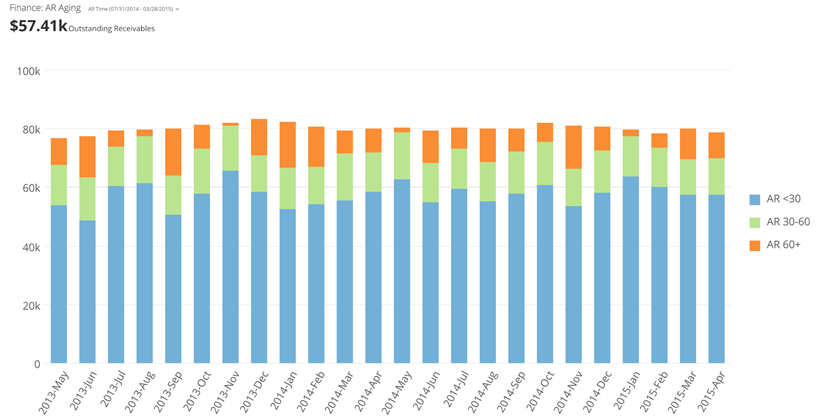 Finance: AR Aging All Time (07/31/2014 - 03/28/2015)
$57.41k Outstanding Receivables
100k
80k
60k
40k
20k
0
AR <30
AR 30-60
AR 60+
2013-May
2013-Jun
2013-Jul
2013-Aug
2013-Sep
2013-Oct
2013-Nov
2013-Dec
2014-Jan
2014-Feb
2014-Mar
2014-Apr
2014-May
2014-Jun
2014-Jul
2014-Aug
2014-Sep
2014-Oct
2014-Nov
2014-Dec
2015-Jan
2015-Feb
2015-Mar
2015-Apr